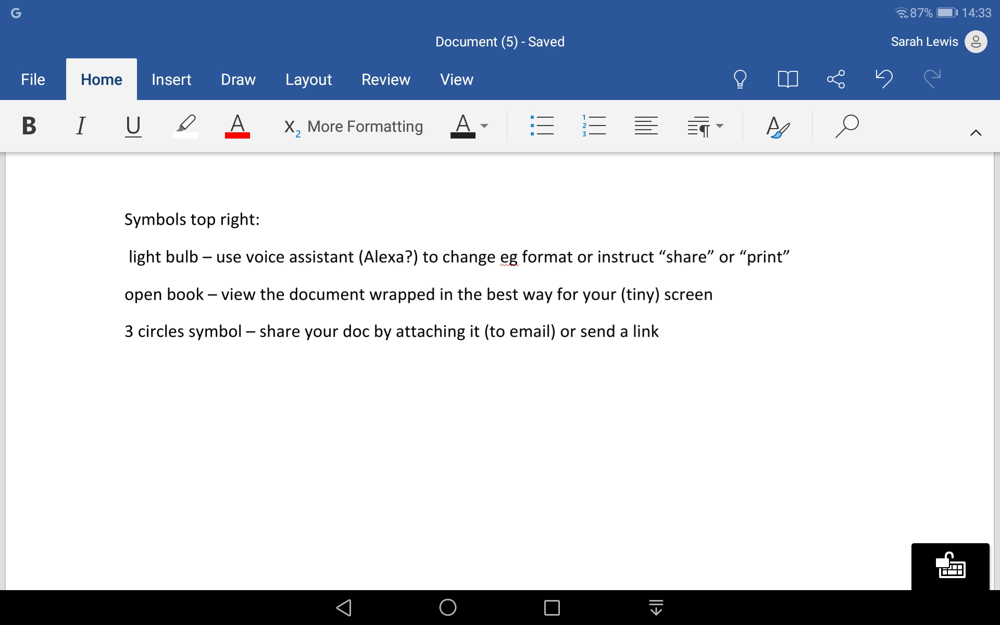 G
87% 14:33
Document (5) - Saved
Sarah Lewis
File Home Insert Draw Layout Review View
B I U A X2 More Formatting A 1 2 3 ¶ A
Symbols top right:
light bulb – use voice assistant (Alexa?) to change eg format or instruct “share” or “print”
open book – view the document wrapped in the best way for your (tiny) screen
3 circles symbol – share your doc by attaching it (to email) or send a link